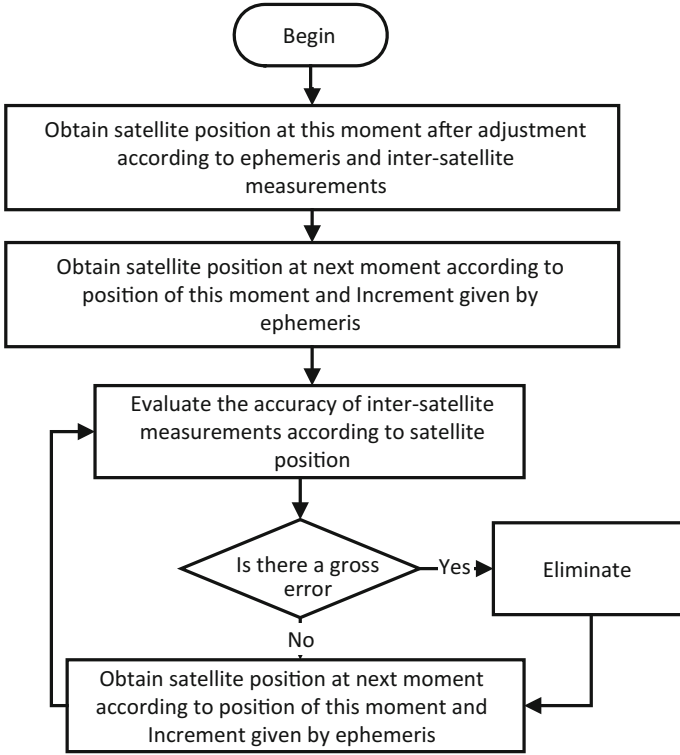 Begin
Obtain satellite position at this moment after adjustment
according to ephemeris and inter-satellite
measurements
Obtain satellite position at next moment according to
position of this moment and Increment given by
ephemeris
Evaluate the accuracy of inter-satellite
measurements according to satellite
position
Is there a gross
error
Yes
Eliminate
No
Obtain satellite position at next moment
according to position of this moment and
Increment given by ephemeris